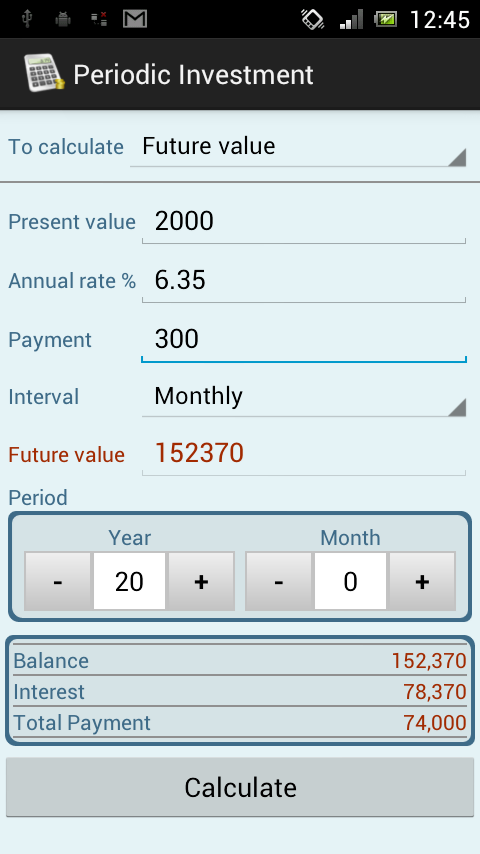 12:45
Periodic Investment
To calculate Future value
Present value 2000
Annual rate % 6.35
Payment 300
Interval Monthly
Future value 152370
Period
Year Month
- 20 + - 0 +
Balance 152,370
Interest 78,370
Total Payment 74,000
Calculate